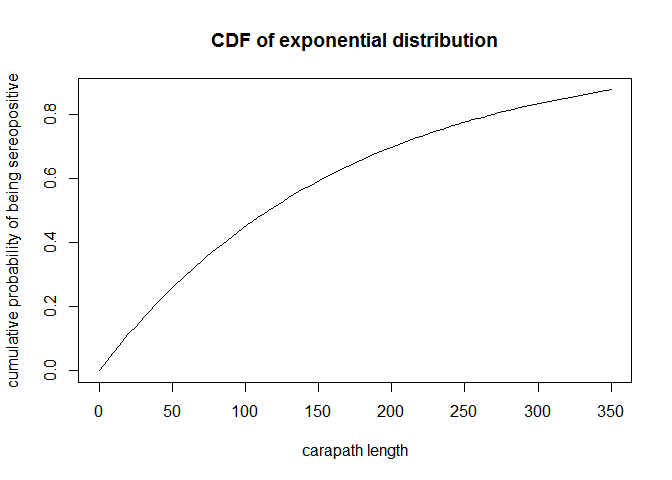 CDF of exponential distribution
cumulative probability of being sereopositive
0.8
0.6
0.4
0.2
0.0
0 50 100 150 200 250 300 350
carapath length